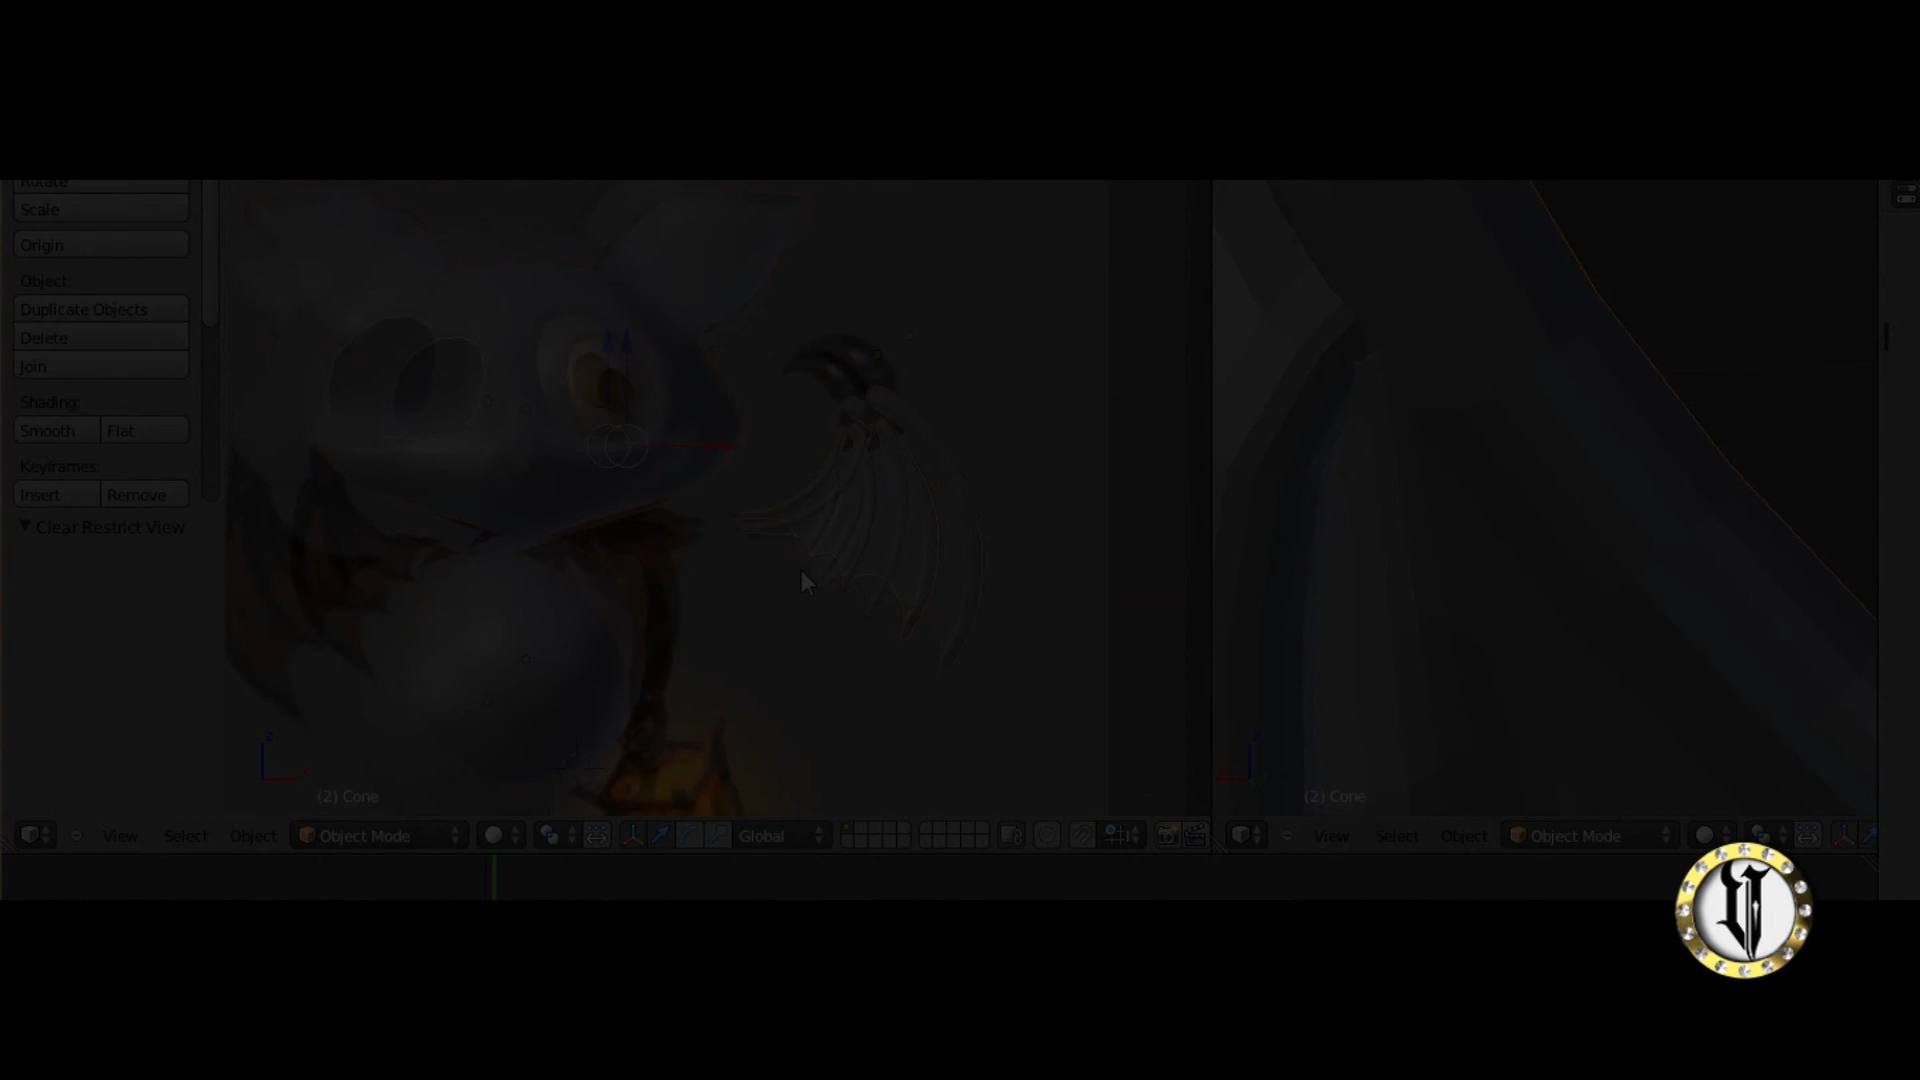 Rotate
Scale
Origin
Object:
Duplicate Objects
Delete
Join
Shading:
Smooth Flat
Keyframes:
Insert Remove
Clear Restrict View
(2) Cone
(2) Cone
View Select Object Object Mode Global
View Select Object Object Mode